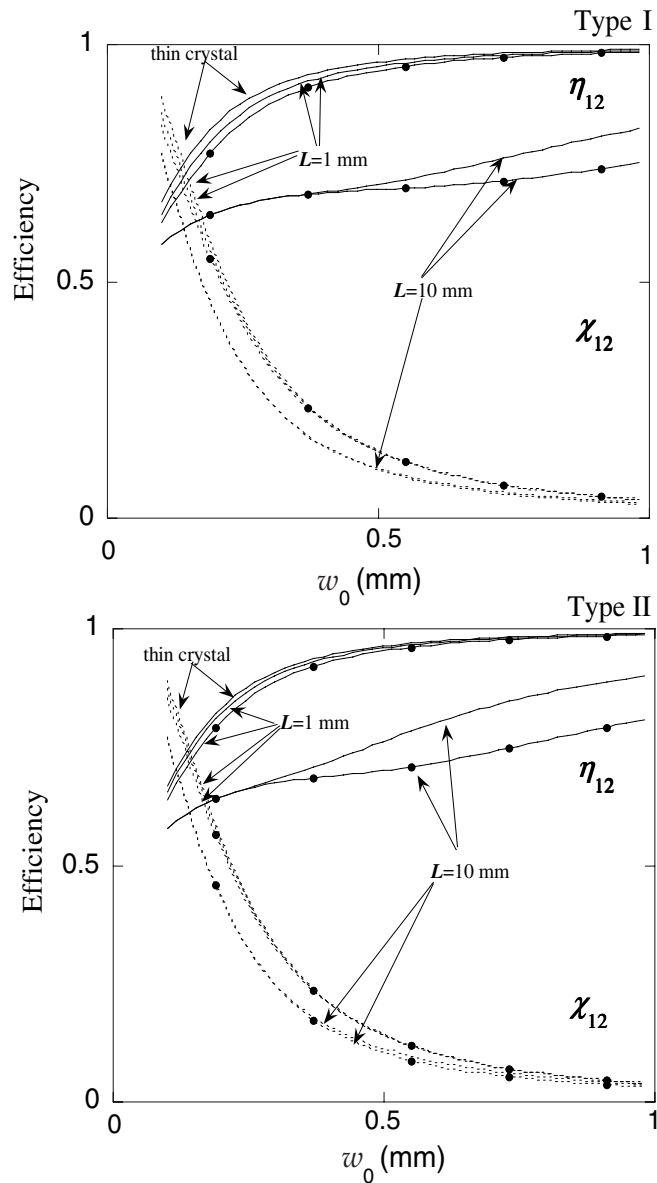 Type I
1
thin crystal
η12
L=1 mm
Efficiency
0.5
L=10 mm
χ12
0
0
0.5
1
w0 (mm)
Type II
1
thin crystal
L=1 mm
η12
Efficiency
0.5
L=10 mm
χ12
0
0
0.5
1
w0 (mm)